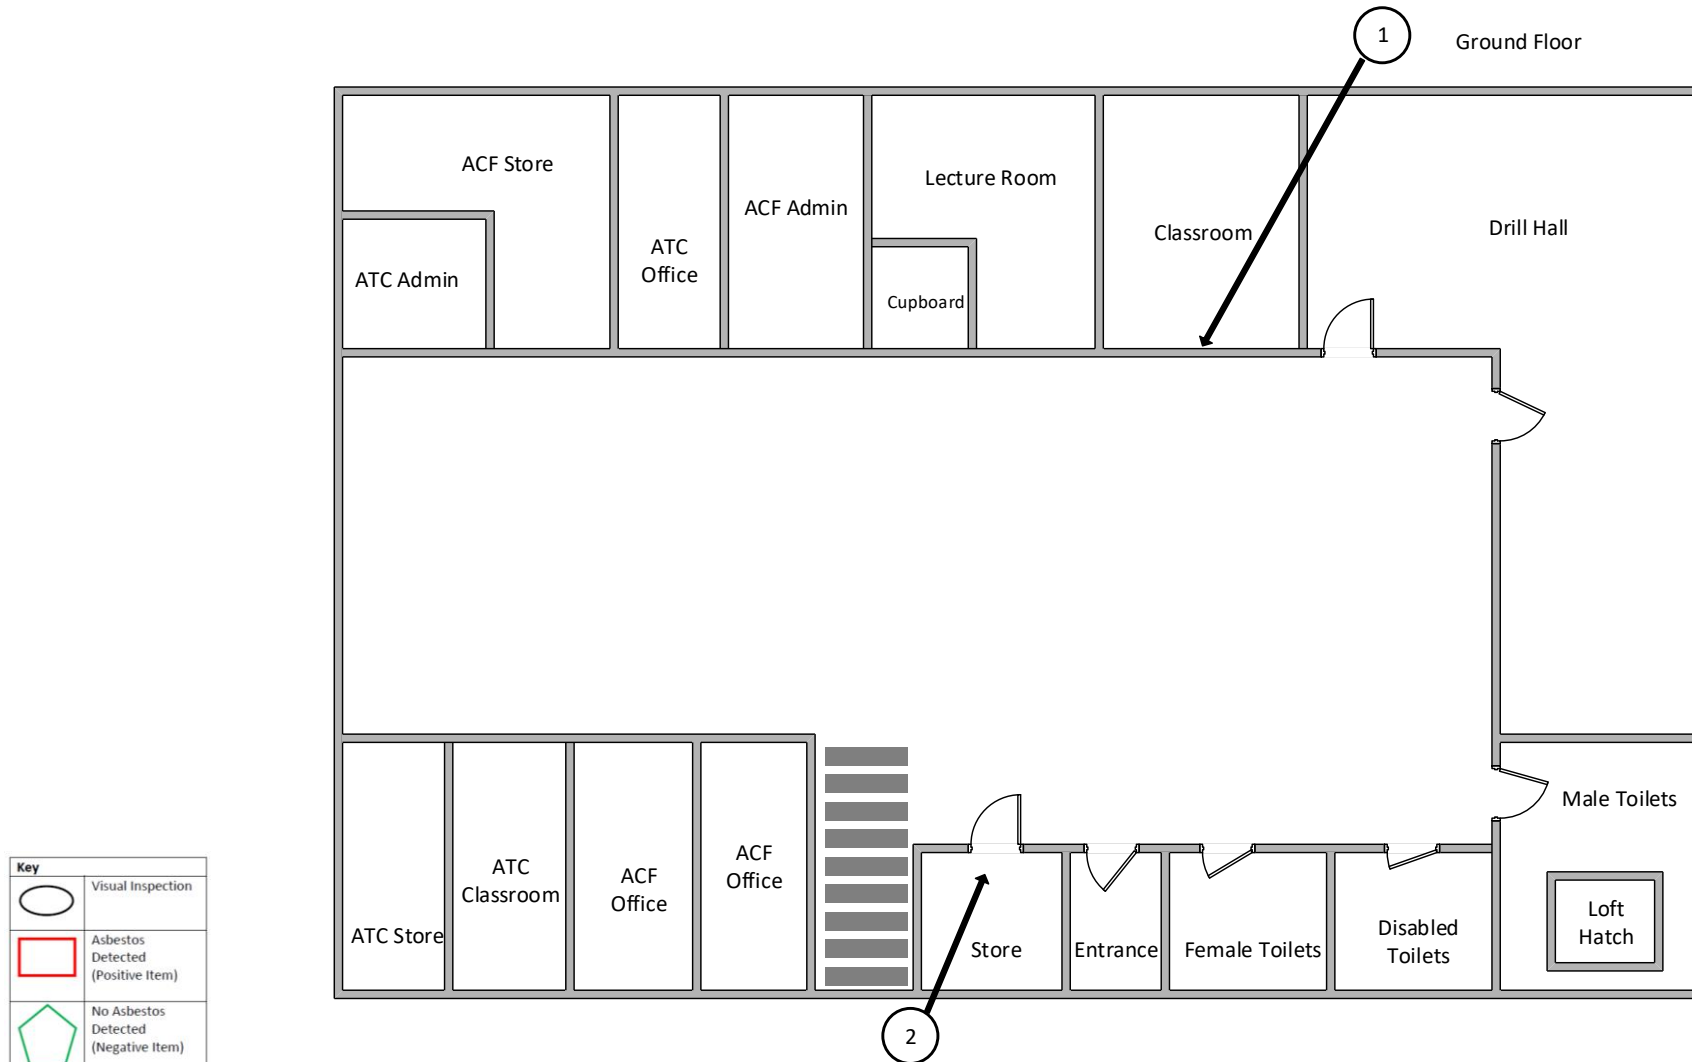 1
Ground Floor
ACF Store
Lecture Room
ACF Admin
Drill Hall
Classroom
ATC
Office
ATC Admin
Cupboard
Male Toilets
ACF
Office
ATC
Classroom
ACF
Office
Loft
Hatch
ATC Store
Store
Entrance
Female Toilets
Disabled
Toilets
2
Key
Visual Inspection
Asbestos
Detected
(Positive Item)
No Asbestos
Detected
(Negative Item)